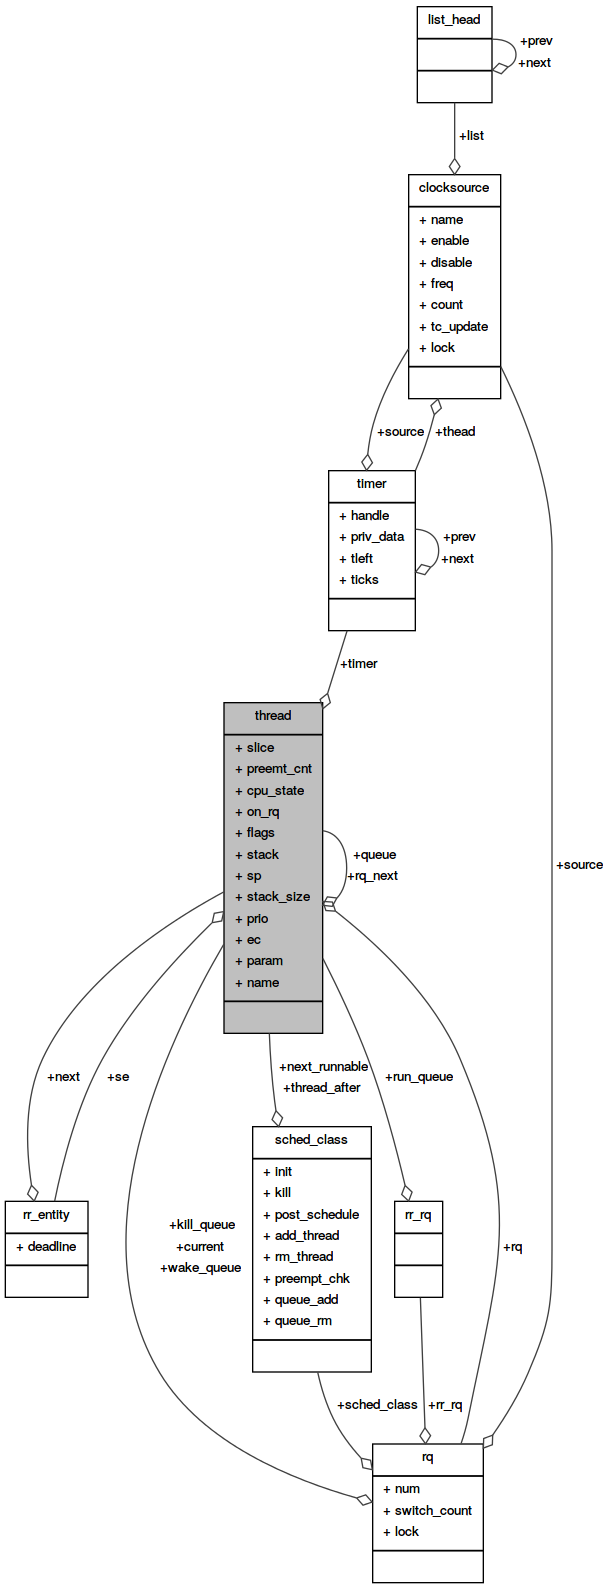 list_head
+prev
+next
+list
clocksource
+ name
+ enable
+ disable
+ freq
+ count
+ tc_update
+ lock
+source
+thead
timer
+ handle
+ priv_data
+ tleft
+ ticks
+prev
+next
+timer
thread
+ slice
+ preemt_cnt
+ cpu_state
+ on_rq
+ flags
+ stack
+ sp
+ stack_size
+ prio
+ ec
+ param
+ name
+queue
+rq_next
+source
+next
+se
+next_runnable
+thread_after
+run_queue
sched_class
+ init
+ kill
+ post_schedule
+ add_thread
+ rm_thread
+ preempt_chk
+ queue_add
+ queue_rm
rr_entity
+ deadline
+kill_queue
+current
+wake_queue
rr_rq
+rq
+sched_class
+rr_rq
rq
+ num
+ switch_count
+ lock